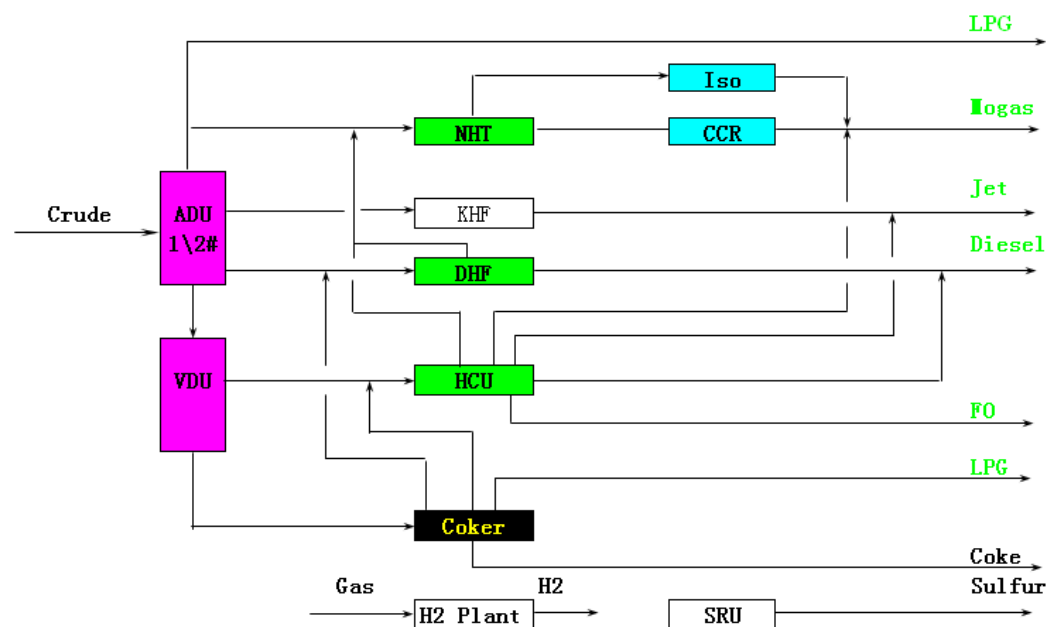 LPG
Iso
Mogas
NHT
CCR
Jet
Crude
ADU
1\2#
KHF
Diesel
DHF
VDU
HCU
FO
LPG
Coker
Coke
Gas
H2
Sulfur
H2 Plant
SRU